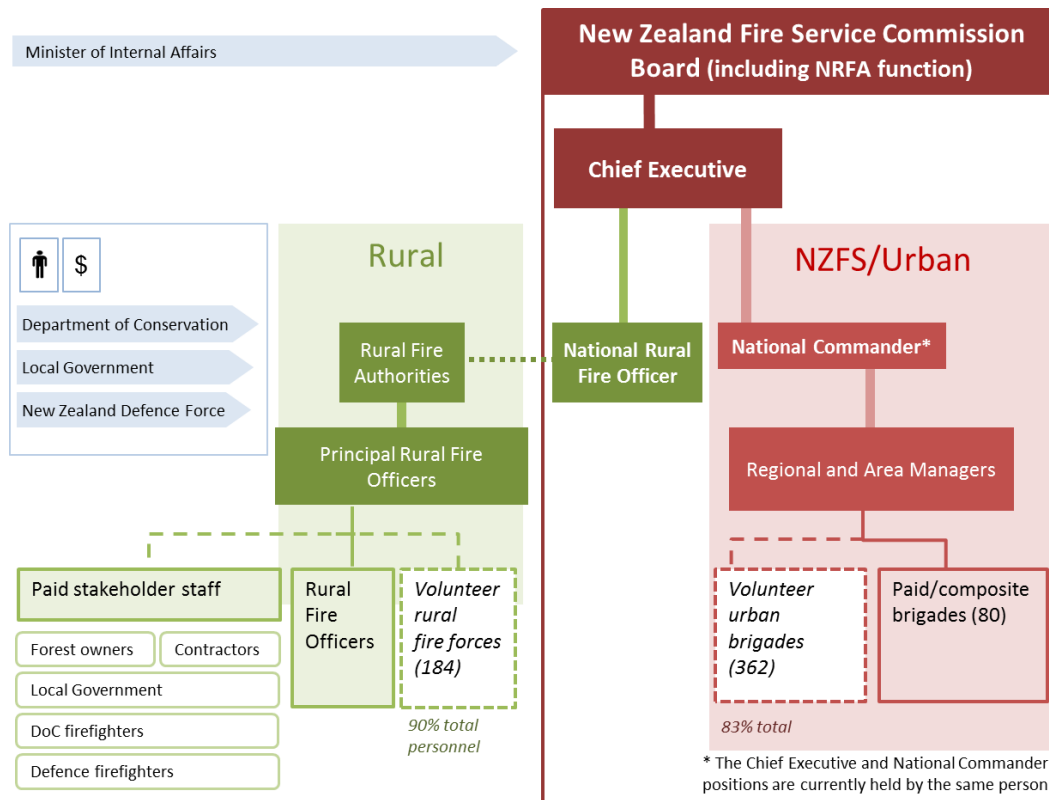 Minister of Internal Affairs
New Zealand Fire Service Commission
Board (including NRFA function)
Chief Executive
$
Department of Conservation
Local Government
New Zealand Defence Force
Rural
Rural Fire
Authorities
Principal Rural Fire
Officers
National Rural
Fire Officer
NZFS/Urban
National Commander*
Regional and Area Managers
Paid stakeholder staff
Forest owners
Contractors
Local Government
DoC firefighters
Defence firefighters
Rural
Fire
Officers
Volunteer
rural
fire forces
(184)
90% total
personnel
Volunteer
urban
brigades
(362)
83% total
Paid/composite
brigades (80)
* The Chief Executive and National Commander
positions are currently held by the same person